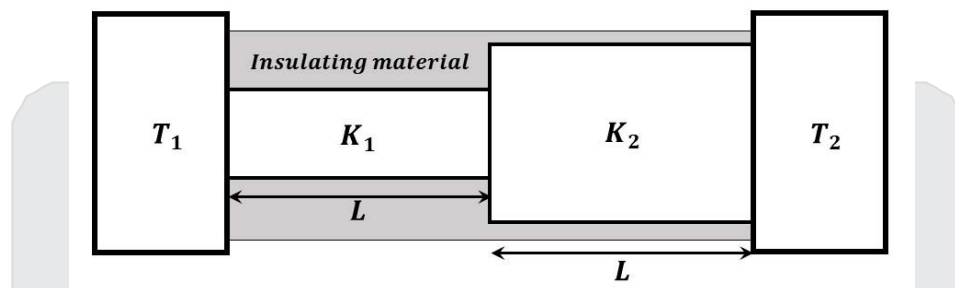 Insulating material
T₁
K₁
K₂
T₂
L
L